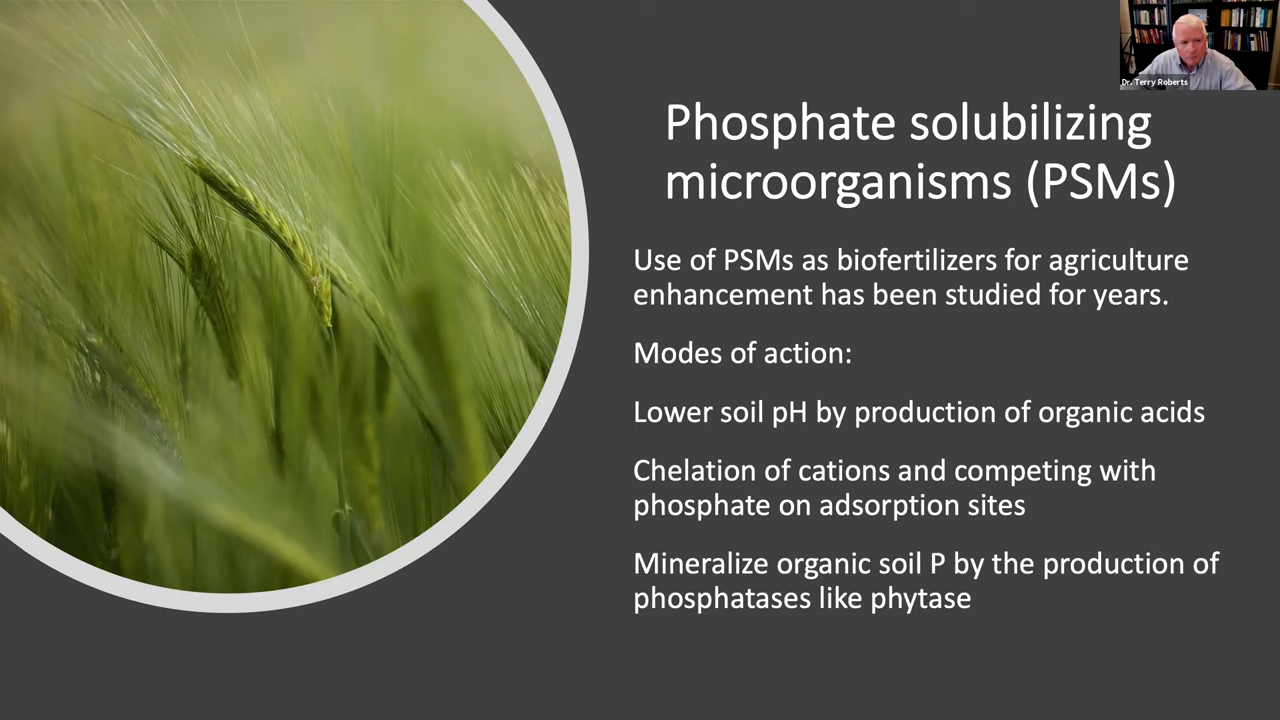 Dr. Terry Roberts
Phosphate solubilizing
microorganisms (PSMs)
Use of PSMs as biofertilizers for agriculture
enhancement has been studied for years.
Modes of action:
Lower soil pH by production of organic acids
Chelation of cations and competing with
phosphate on adsorption sites
Mineralize organic soil P by the production of
phosphatases like phytase